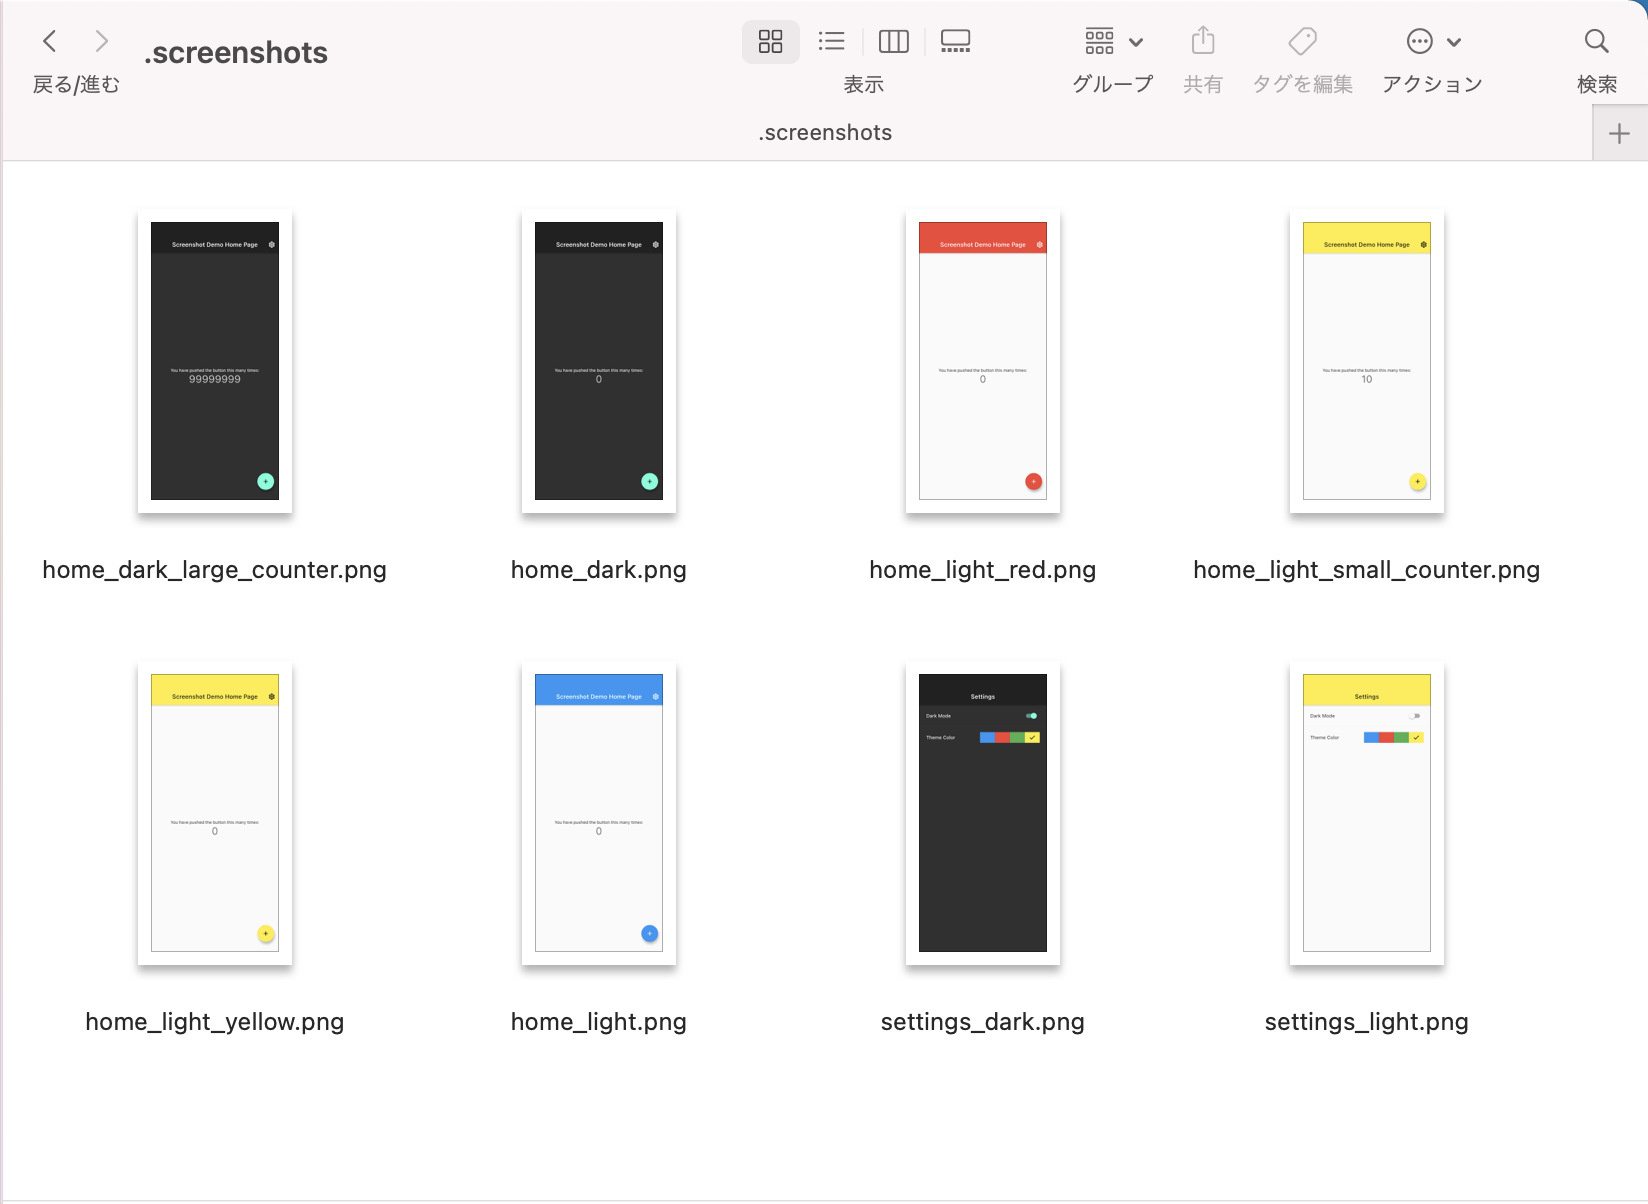 .screenshots
戻る/進む
表示
グループ
共有
タグを編集
アクション
検索
.screenshots
Screenshot Demo Home Page
You have pushed the button this many times:
99999999
home_dark_large_counter.png
Screenshot Demo Home Page
You have pushed the button this many times:
0
home_dark.png
Screenshot Demo Home Page
You have pushed the button this many times:
0
home_light_red.png
Screenshot Demo Home Page
You have pushed the button this many times:
10
home_light_small_counter.png
Screenshot Demo Home Page
You have pushed the button this many times:
0
home_light_yellow.png
Screenshot Demo Home Page
You have pushed the button this many times:
0
home_light.png
Settings
Dark Mode
Theme Color
settings_dark.png
Settings
Dark Mode
Theme Color
settings_light.png